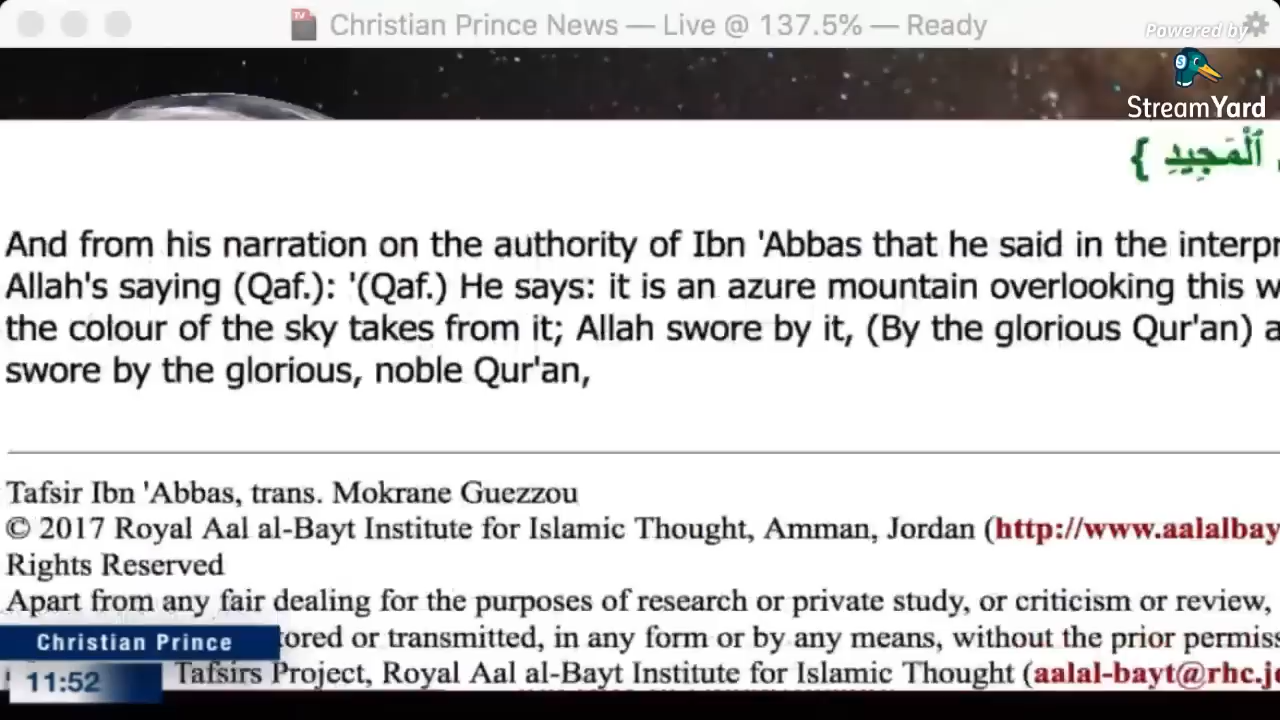 Christian Prince News — Live @ 137.5% — Ready
Powered by
StreamYard
ٱلْمَجِيدِ }
And from his narration on the authority of Ibn 'Abbas that he said in the interpr
Allah's saying (Qaf.): '(Qaf.) He says: it is an azure mountain overlooking this w
the colour of the sky takes from it; Allah swore by it, (By the glorious Qur'an) a
swore by the glorious, noble Qur'an,
Tafsir Ibn 'Abbas, trans. Mokrane Guezzou
© 2017 Royal Aal al-Bayt Institute for Islamic Thought, Amman, Jordan (http://www.aalalbay
Rights Reserved
Apart from any fair dealing for the purposes of research or private study, or criticism or review,
Christian Prince
tored or transmitted, in any form or by any means, without the prior permiss
11:52
Tafsirs Project, Royal Aal al-Bayt Institute for Islamic Thought (aalal-bayt@rhc.j